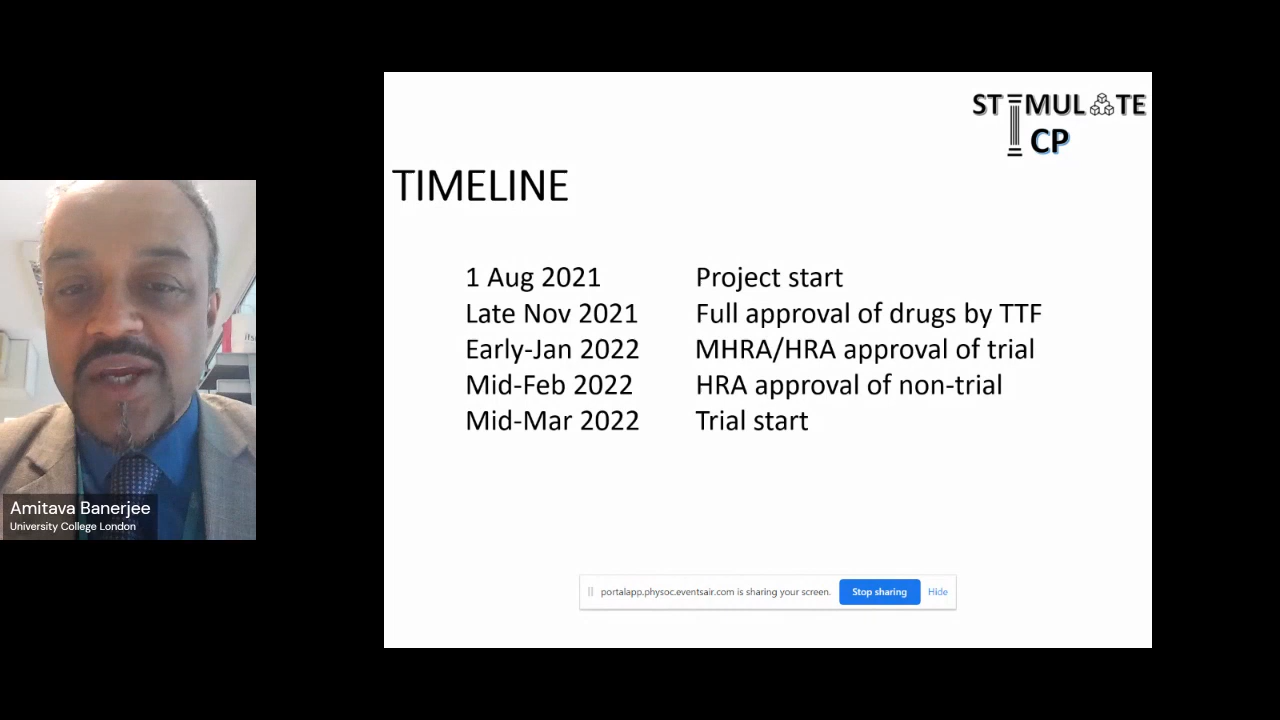 STIMULATE
CP
TIMELINE
1 Aug 2021 Project start
Late Nov 2021 Full approval of drugs by TTF
Early-Jan 2022 MHRA/HRA approval of trial
Mid-Feb 2022 HRA approval of non-trial
Mid-Mar 2022 Trial start
Amitava Banerjee
University College London
portalapp.physoc.eventsair.com is sharing your screen. Stop sharing Hide